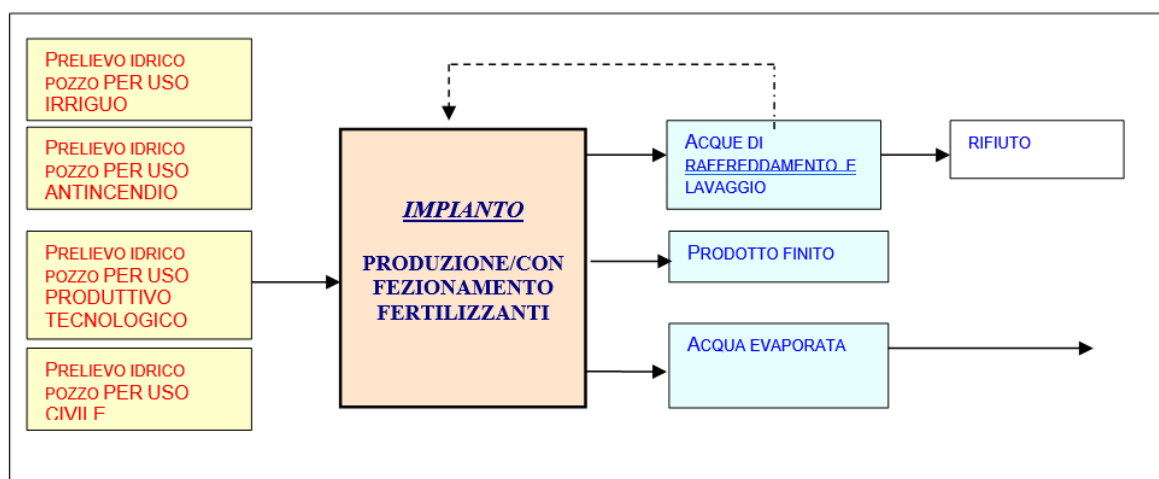 PRELIEVO IDRICO
POZZO PER USO
IRRIGUO
PRELIEVO IDRICO
POZZO PER USO
ANTINCENDIO
PRELIEVO IDRICO
POZZO PER USO
PRODUTTIVO
TECNOLOGICO
PRELIEVO IDRICO
POZZO PER USO
CIVILE
IMPIANTO
PRODUZIONE/CON
FEZIONAMENTO
FERTILIZZANTI
ACQUE DI
RAFFREDDAMENTO E
LAVAGGIO
RIFIUTO
PRODOTTO FINITO
ACQUA EVAPORATA